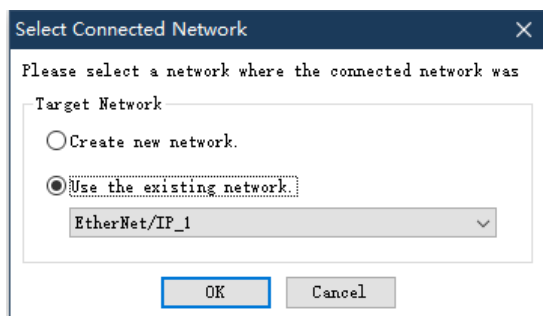 Select Connected Network
Please select a network where the connected network was
Target Network
Create new network.
Use the existing network.
EtherNet/IP_1
OK
Cancel